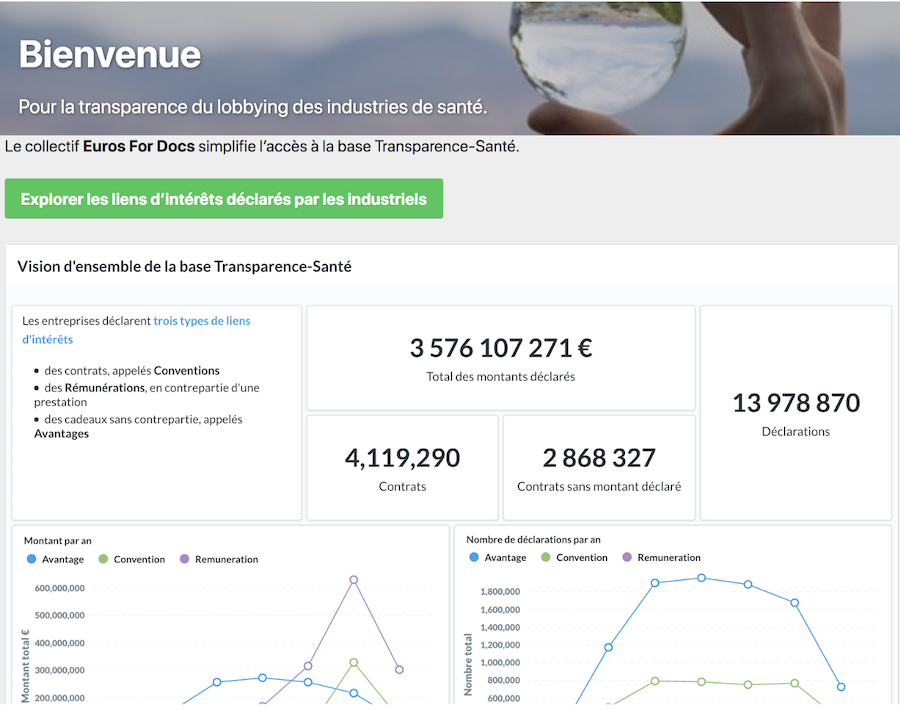 Bienvenue
Pour la transparence du lobbying des industries de santé.
Le collectif Euros For Docs simplifie l'accès à la base Transparence-Santé.
Explorer les liens d'intérêts déclarés par les industriels
Vision d'ensemble de la base Transparence-Santé
Les entreprises déclarent trois types de liens
d'intérêts
• des contrats, appelés Conventions
• des Rémunérations, en contrepartie d'une
prestation
• des cadeaux sans contrepartie, appelés
Avantages
3 576 107 271 €
Total des montants déclarés
4,119,290
Contrats
2 868 327
Contrats sans montant déclaré
13 978 870
Déclarations
Montant par an
Avantage Convention Remuneration
600,000,000
500,000,000
400,000,000
300,000,000
200,000,000
Montant total €
Nombre de déclarations par an
Avantage Convention Remuneration
1,800,000
1,600,000
1,400,000
1,200,000
1,000,000
800,000
600,000
Nombre total